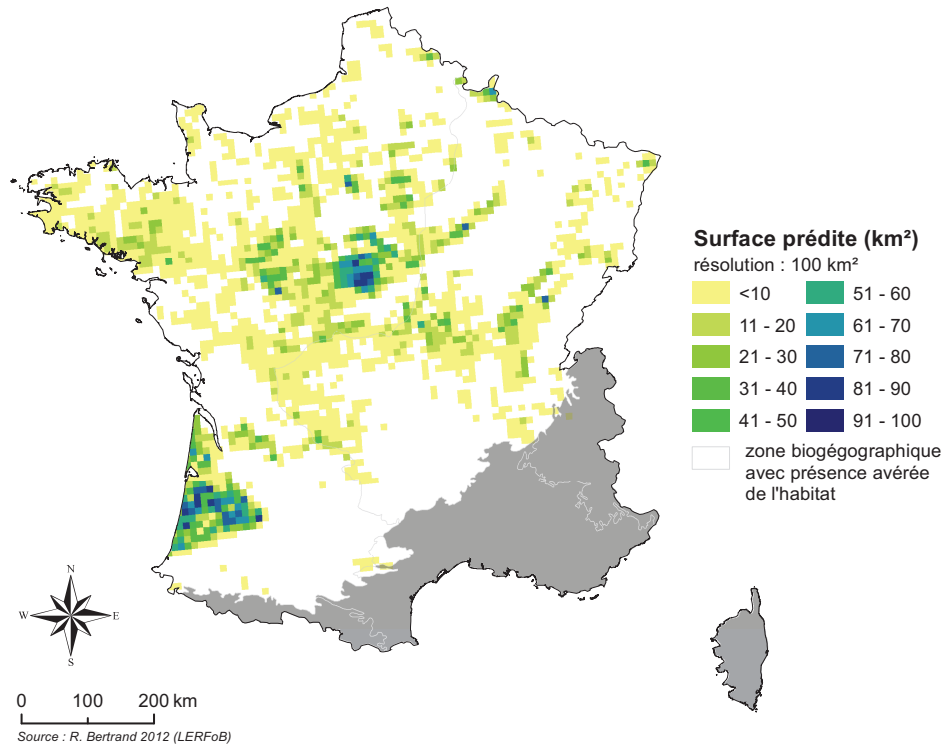 Surface prédite (km²)
résolution : 100 km²
<10
11 - 20
21 - 30
31 - 40
41 - 50
51 - 60
61 - 70
71 - 80
81 - 90
91 - 100
zone biogégographique
avec présence avérée
de l'habitat
N
W
E
S
0 100 200 km
Source : R. Bertrand 2012 (LERFoB)